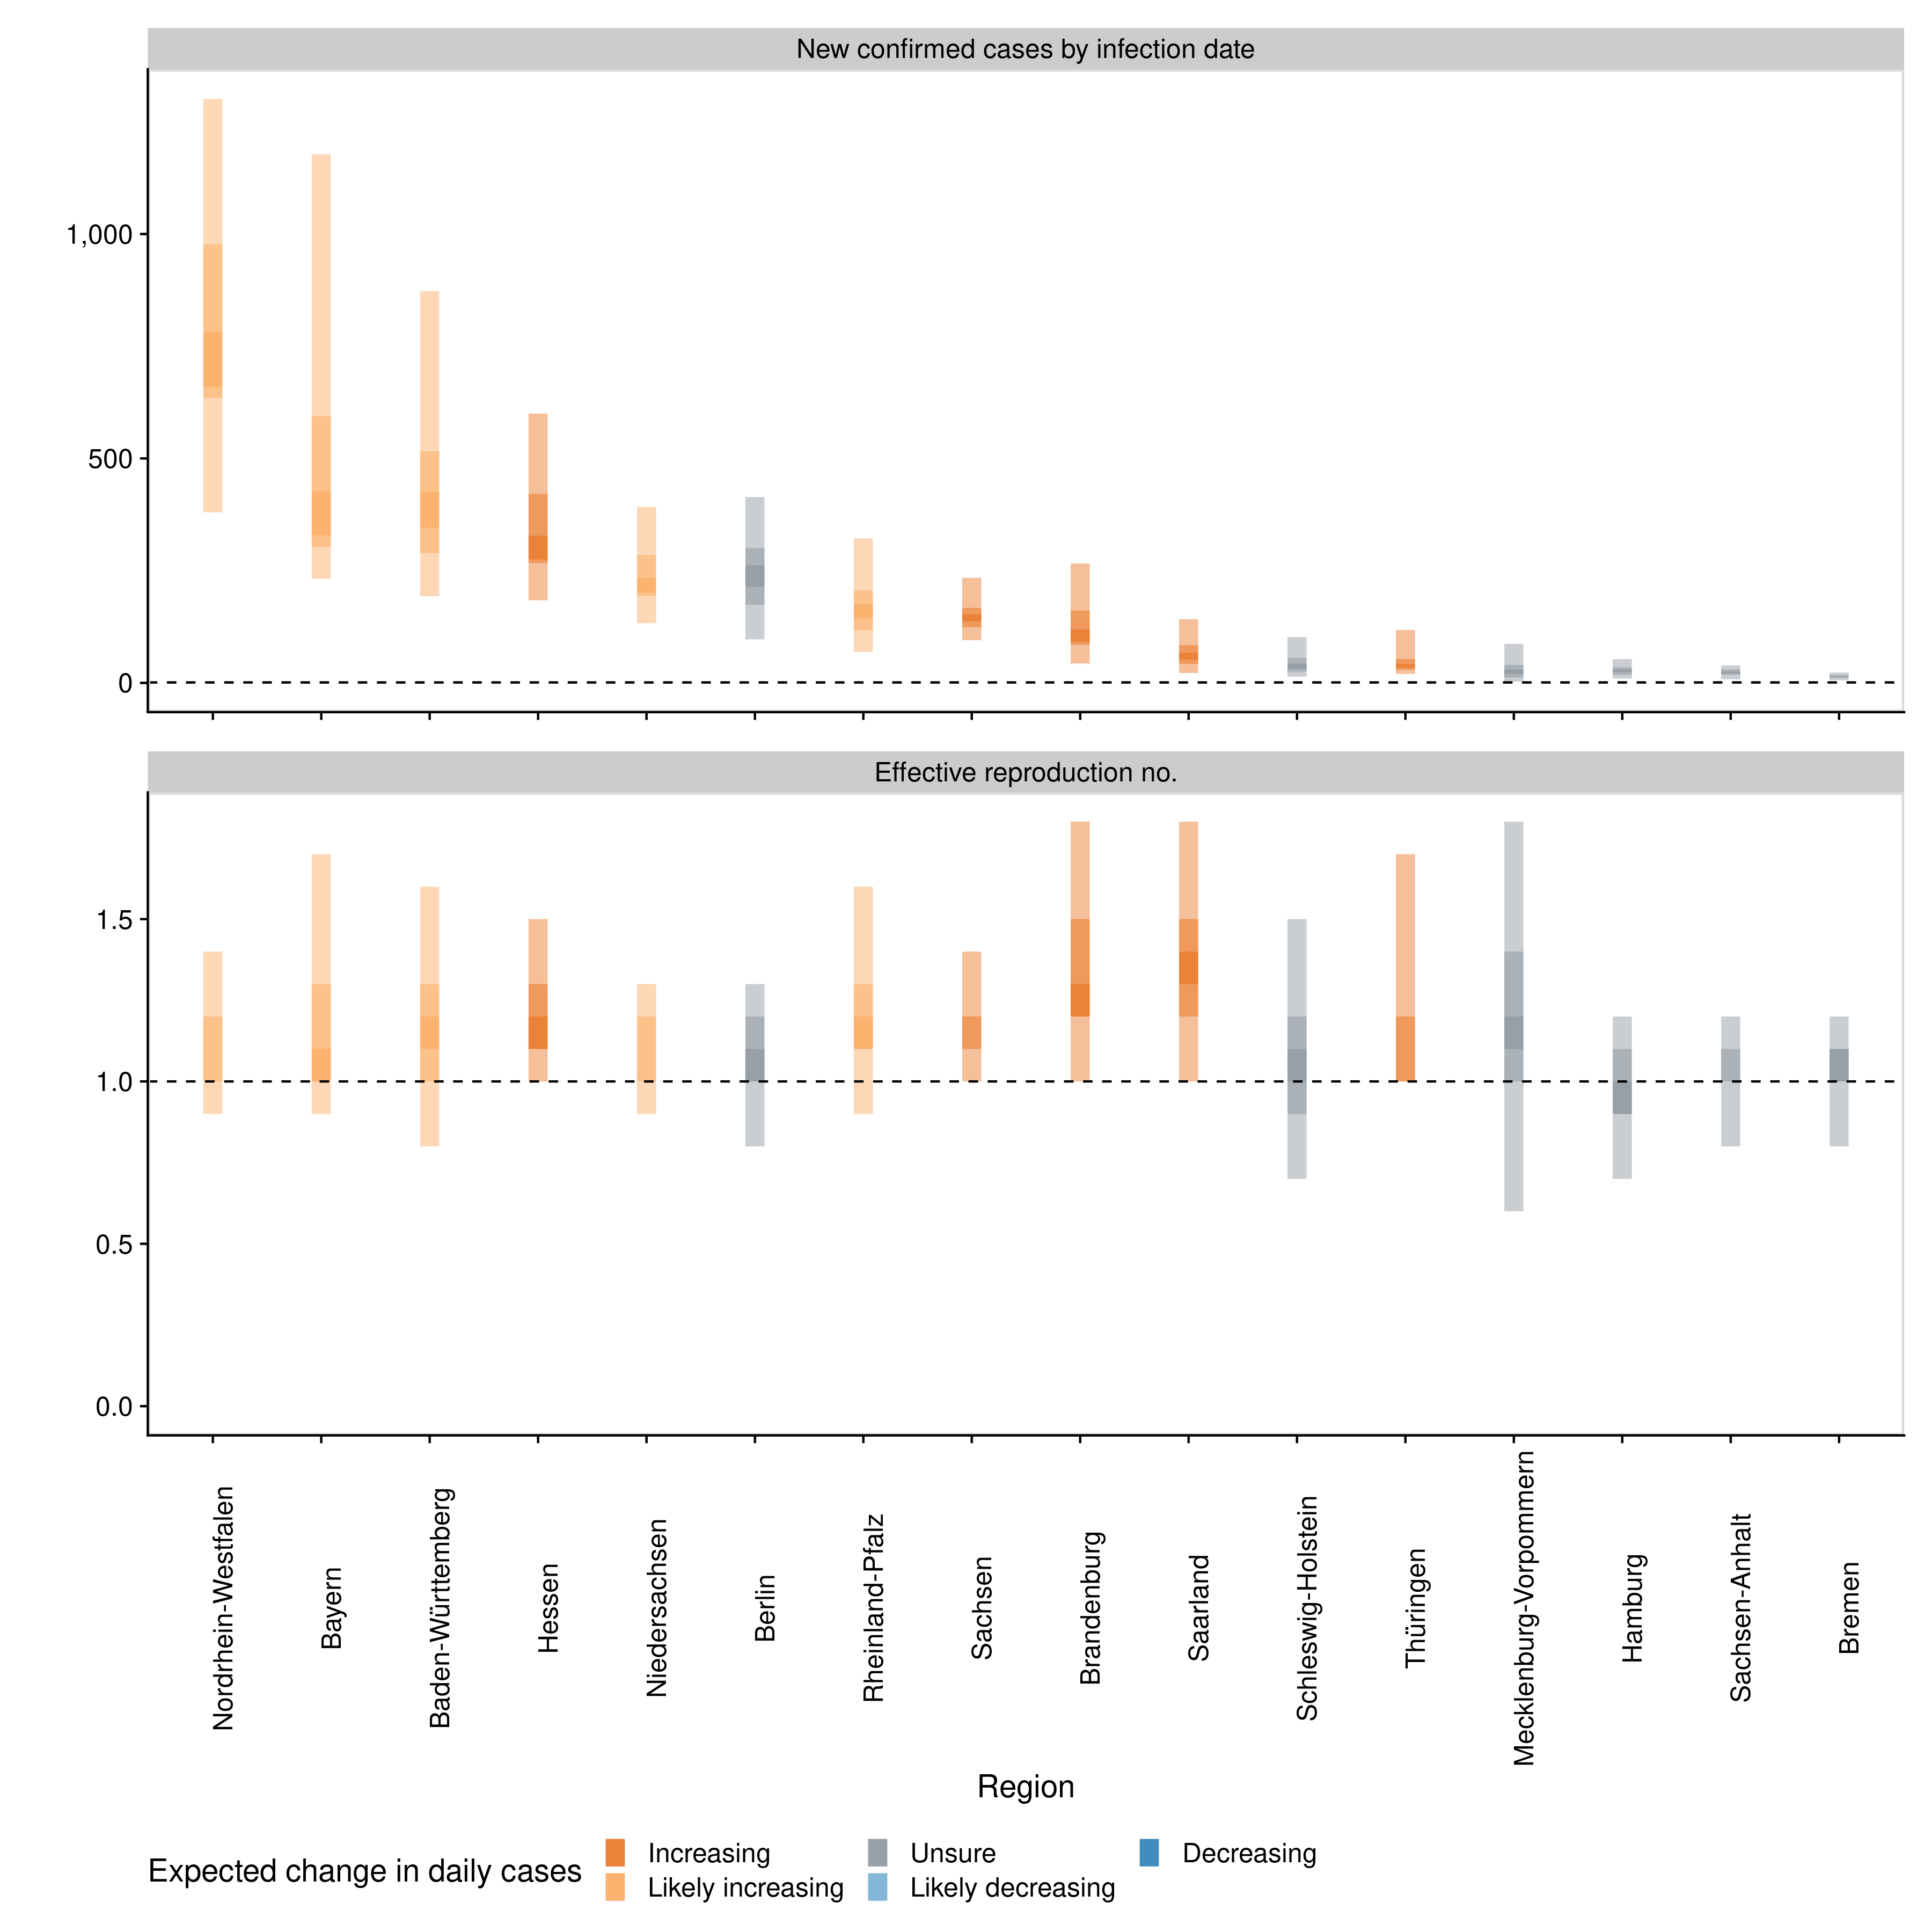 New confirmed cases by infection date
1,000
500
0
Effective reproduction no.
1.5
1.0
0.5
0.0
Nordrhein-Westfalen
Bayern
Baden-Württemberg
Hessen
Niedersachsen
Berlin
Rheinland-Pfalz
Sachsen
Brandenburg
Saarland
Schleswig-Holstein
Thüringen
Mecklenburg-Vorpommern
Hamburg
Sachsen-Anhalt
Bremen
Region
Expected change in daily cases
Increasing
Likely increasing
Unsure
Likely decreasing
Decreasing